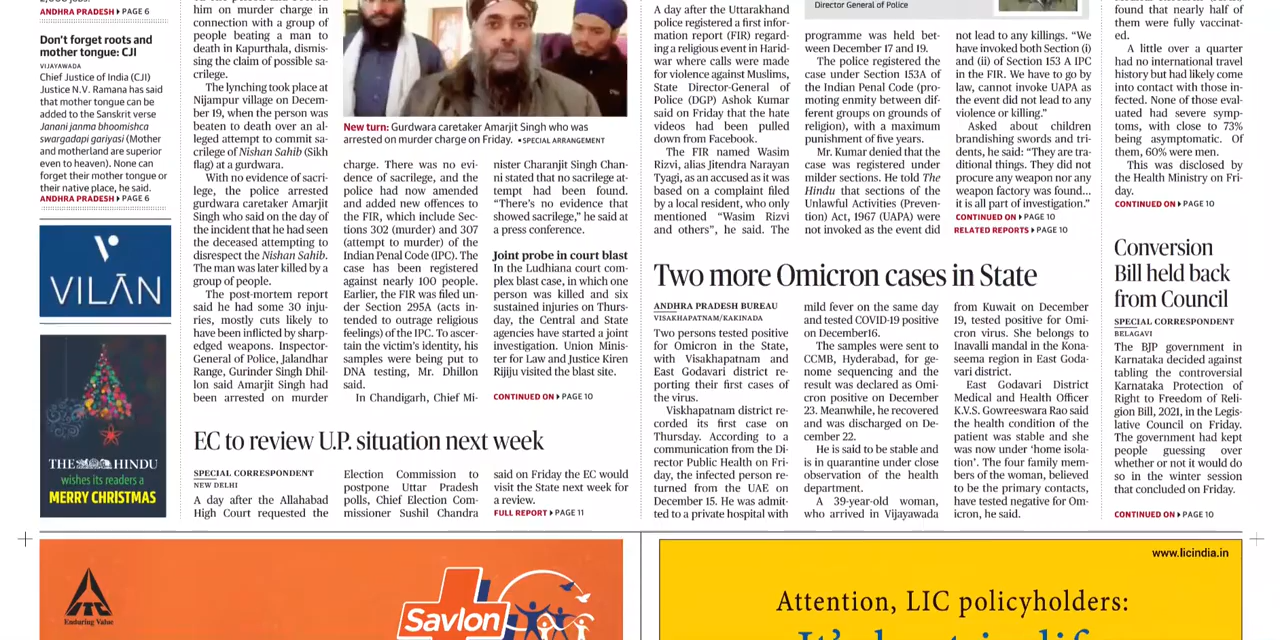 2,000 jobs.
ANDHRA PRADESH ▸ PAGE 6
Don't forget roots and
mother tongue: CJI
VIJAYAWADA
Chief Justice of India (CJI)
Justice N.V. Ramana has said
that mother tongue can be
added to the Sanskrit verse
Janani janma bhoomishca
swargadapi gariyasi (Mother
and motherland are superior
even to heaven). None can
forget their mother tongue or
their native place, he said.
ANDHRA PRADESH ▸ PAGE 6
VILĀN
THE HINDU
wishes its readers a
MERRY CHRISTMAS
him on murder charge in
connection with a group of
people beating a man to
death in Kapurthala, dismis-
sing the claim of possible sa-
crilege.
The lynching took place at
Nijampur village on Decem-
ber 19, when the person was
beaten to death over an al-
leged attempt to commit sa-
crilege of Nishan Sahib (Sikh
flag) at a gurdwara.
With no evidence of sacri-
lege, the police arrested
gurdwara caretaker Amarjit
Singh who said on the day of
the incident that he had seen
the deceased attempting to
disrespect the Nishan Sahib.
The man was later killed by a
group of people.
The post-mortem report
said he had some 30 inju-
ries, mostly cuts likely to
have been inflicted by sharp-
edged weapons. Inspector-
General of Police, Jalandhar
Range, Gurinder Singh Dhil-
lon said Amarjit Singh had
been arrested on murder
New turn: Gurdwara caretaker Amarjit Singh who was
arrested on murder charge on Friday. • SPECIAL ARRANGEMENT
charge. There was no evi-
dence of sacrilege, and the
police had now amended
and added new offences to
the FIR, which include Sec-
tions 302 (murder) and 307
(attempt to murder) of the
Indian Penal Code (IPC). The
case has been registered
against nearly 100 people.
Earlier, the FIR was filed un-
der Section 295A (acts in-
tended to outrage religious
feelings) of the IPC. To ascer-
tain the victim's identity, his
samples were being put to
DNA testing, Mr. Dhillon
said.
In Chandigarh, Chief Mi-
nister Charanjit Singh Chan-
ni stated that no sacrilege at-
tempt had been found.
"There's no evidence that
showed sacrilege," he said at
a press conference.
Joint probe in court blast
In the Ludhiana court com-
plex blast case, in which one
person was killed and six
sustained injuries on Thurs-
day, the Central and State
agencies have started a joint
investigation. Union Minis-
ter for Law and Justice Kiren
Rijiju visited the blast site.
CONTINUED ON ▸ PAGE 10
EC to review U.P. situation next week
SPECIAL CORRESPONDENT
NEW DELHI
A day after the Allahabad
High Court requested the
Election Commission to
postpone Uttar Pradesh
polls, Chief Election Com-
missioner Sushil Chandra
said on Friday the EC would
visit the State next week for
a review.
FULL REPORT ▸ PAGE 11
A day after the Uttarakhand
police registered a first infor-
mation report (FIR) regard-
ing a religious event in Harid-
war where calls were made
for violence against Muslims,
State Director-General of
Police (DGP) Ashok Kumar
said on Friday that the hate
videos had been pulled
down from Facebook.
The FIR named Wasim
Rizvi, alias Jitendra Narayan
Tyagi, as an accused as it was
based on a complaint filed
by a local resident, who only
mentioned "Wasim Rizvi
and others", he said. The
Director General of Police
programme was held bet-
ween December 17 and 19.
The police registered the
case under Section 153A of
the Indian Penal Code (pro-
moting enmity between dif-
ferent groups on grounds of
religion), with a maximum
punishment of five years.
Mr. Kumar denied that the
case was registered under
milder sections. He told The
Hindu that sections of the
Unlawful Activities (Preven-
tion) Act, 1967 (UAPA) were
not invoked as the event did
not lead to any killings. "We
have invoked both Section (i)
and (ii) of Section 153 A IPC
in the FIR. We have to go by
law, cannot invoke UAPA as
the event did not lead to any
violence or killing."
Asked about children
brandishing swords and tri-
dents, he said: "They are tra-
ditional things. They did not
procure any weapon nor any
weapon factory was found...
it is all part of investigation."
CONTINUED ON ▸ PAGE 10
RELATED REPORTS ▸ PAGE 10
Two more Omicron cases in State
ANDHRA PRADESH BUREAU
VISAKHAPATNAM/KAKINADA
Two persons tested positive
for Omicron in the State,
with Visakhapatnam and
East Godavari district re-
porting their first cases of
the virus.
Viskhapatnam district re-
corded its first case on
Thursday. According to a
communication from the Di-
rector Public Health on Fri-
day, the infected person re-
turned from the UAE on
December 15. He was admit-
ted to a private hospital with
mild fever on the same day
and tested COVID-19 positive
on December16.
The samples were sent to
CCMB, Hyderabad, for ge-
nome sequencing and the
result was declared as Omi-
cron positive on December
23. Meanwhile, he recovered
and was discharged on De-
cember 22.
He is said to be stable and
is in quarantine under close
observation of the health
department.
A 39-year-old woman,
who arrived in Vijayawada
from Kuwait on December
19, tested positive for Omi-
cron virus. She belongs to
Inavalli mandal in the Kona-
seema region in East Goda-
vari district.
East Godavari District
Medical and Health Officer
K.V.S. Gowreeswara Rao said
the health condition of the
patient was stable and she
was now under 'home isola-
tion'. The four family mem-
bers of the woman, believed
to be the primary contacts,
have tested negative for Om-
icron, he said.
found that nearly half of
them were fully vaccinat-
ed.
A little over a quarter
had no international travel
history but had likely come
into contact with those in-
fected. None of those eval-
uated had severe symp-
toms, with close to 73%
being asymptomatic. Of
them, 60% were men.
This was disclosed by
the Health Ministry on Fri-
day.
CONTINUED ON ▸ PAGE 10
Conversion
Bill held back
from Council
SPECIAL CORRESPONDENT
BELAGAVI
The BJP government in
Karnataka decided against
tabling the controversial
Karnataka Protection of
Right to Freedom of Reli-
gion Bill, 2021, in the Legis-
lative Council on Friday.
The government had kept
people guessing over
whether or not it would do
so in the winter session
that concluded on Friday.
CONTINUED ON ▸ PAGE 10
ITC
Enduring Value
Savlon
www.licindia.in
Attention, LIC policyholders: